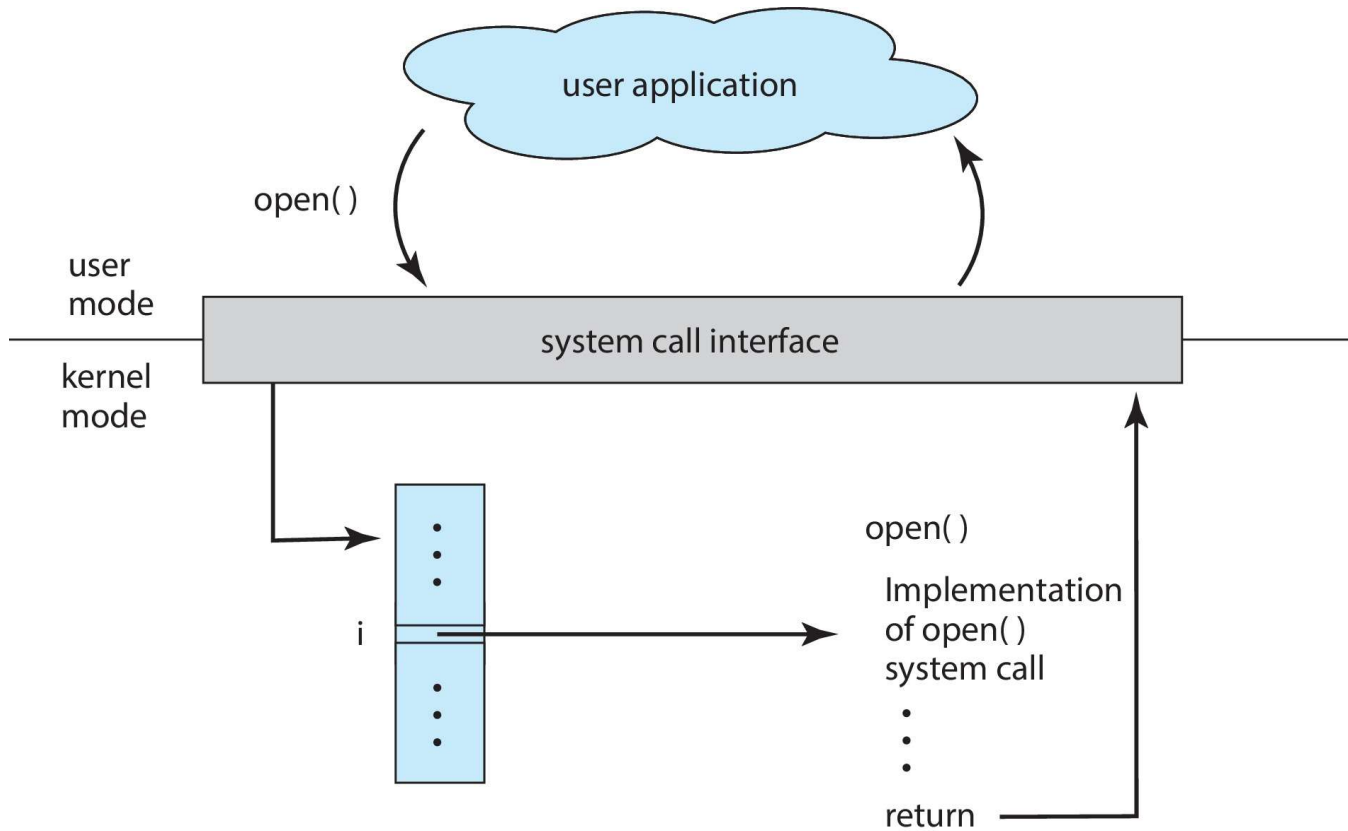 user application
open( )
user
mode
system call interface
kernel
mode
open( )
Implementation
of open( )
system call
i
return